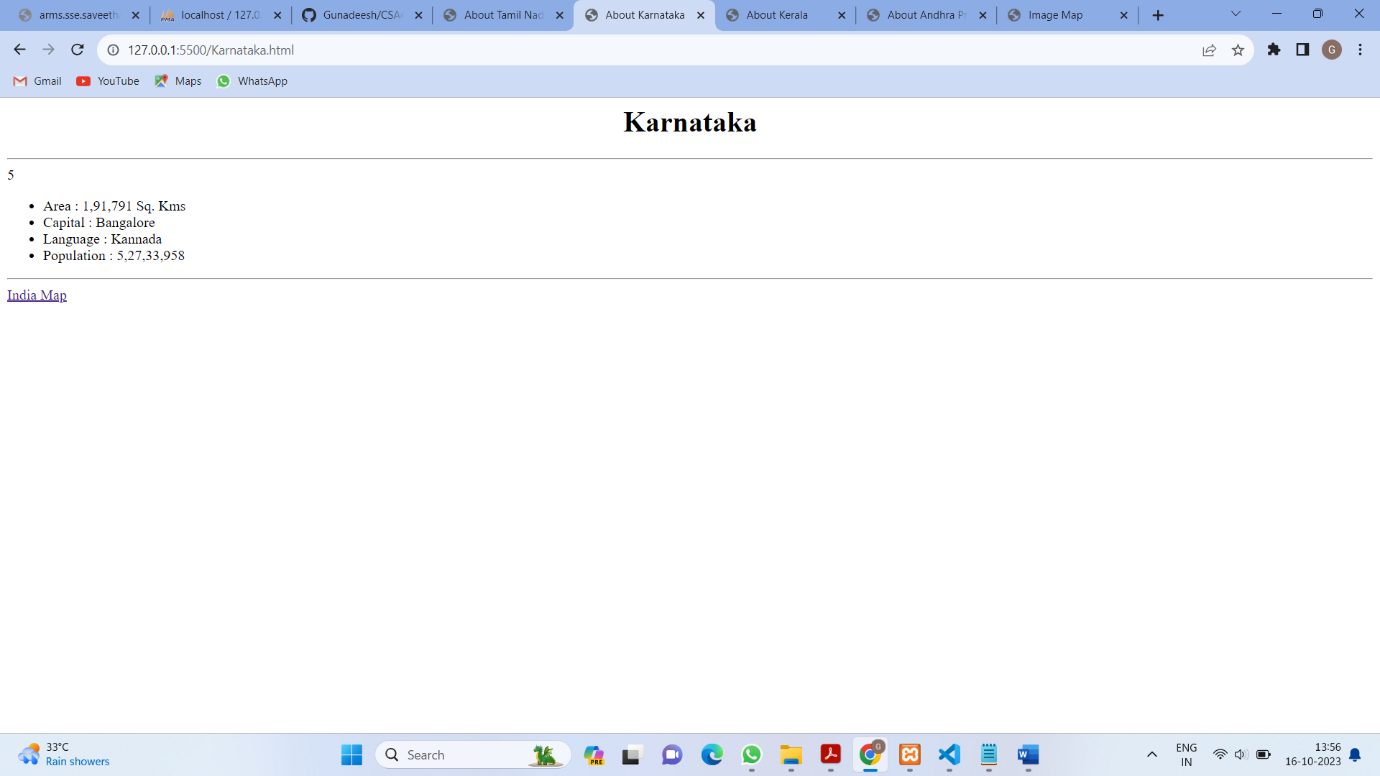 arms.sse.saveeth
localhost / 127.0.
Gunadeesh/CSA
About Tamil Nad
About Karnataka
About Kerala
About Andhra P
Image Map
127.0.0.1:5500/Karnataka.html
G
Gmail
YouTube
Maps
WhatsApp
Karnataka
5
• Area : 1,91,791 Sq. Kms
• Capital : Bangalore
• Language : Kannada
• Population : 5,27,33,958
India Map
33°C
Rain showers
Search
PRE
G
ENG
IN
13:56
16-10-2023